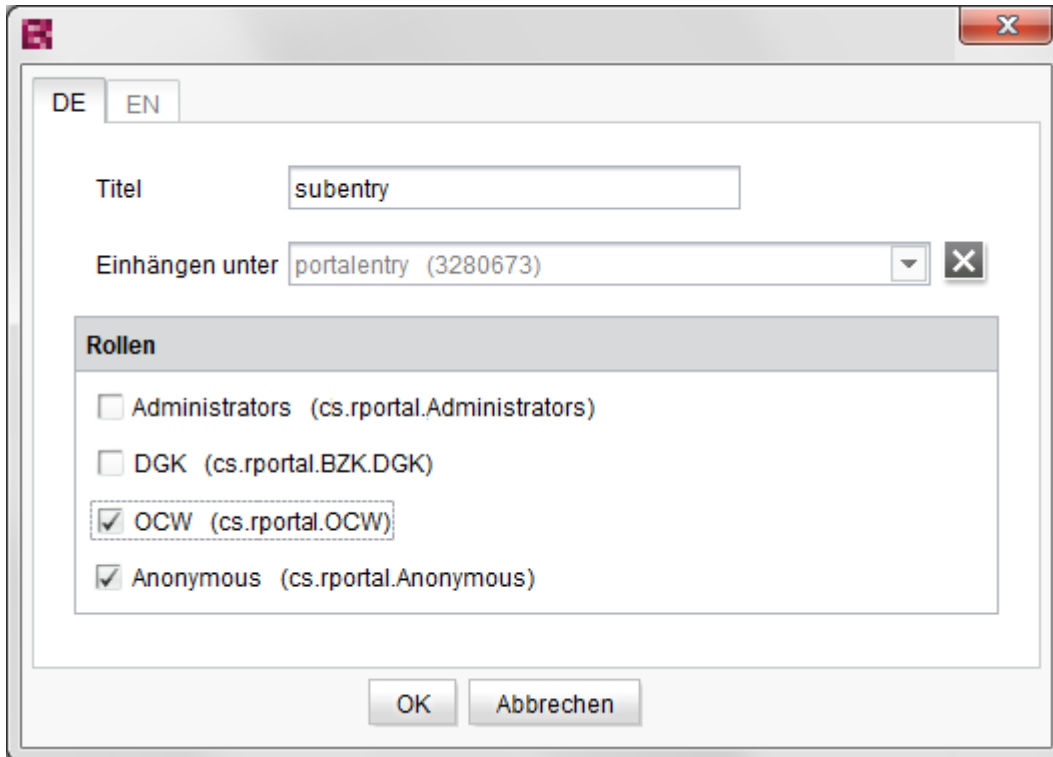 DE EN
Titel subentry
Einhängen unter portalentry (3280673)
Rollen
Administrators (cs.rportal.Administrators)
DGK (cs.rportal.BZK.DGK)
OCW (cs.rportal.OCW)
Anonymous (cs.rportal.Anonymous)
OK Abbrechen